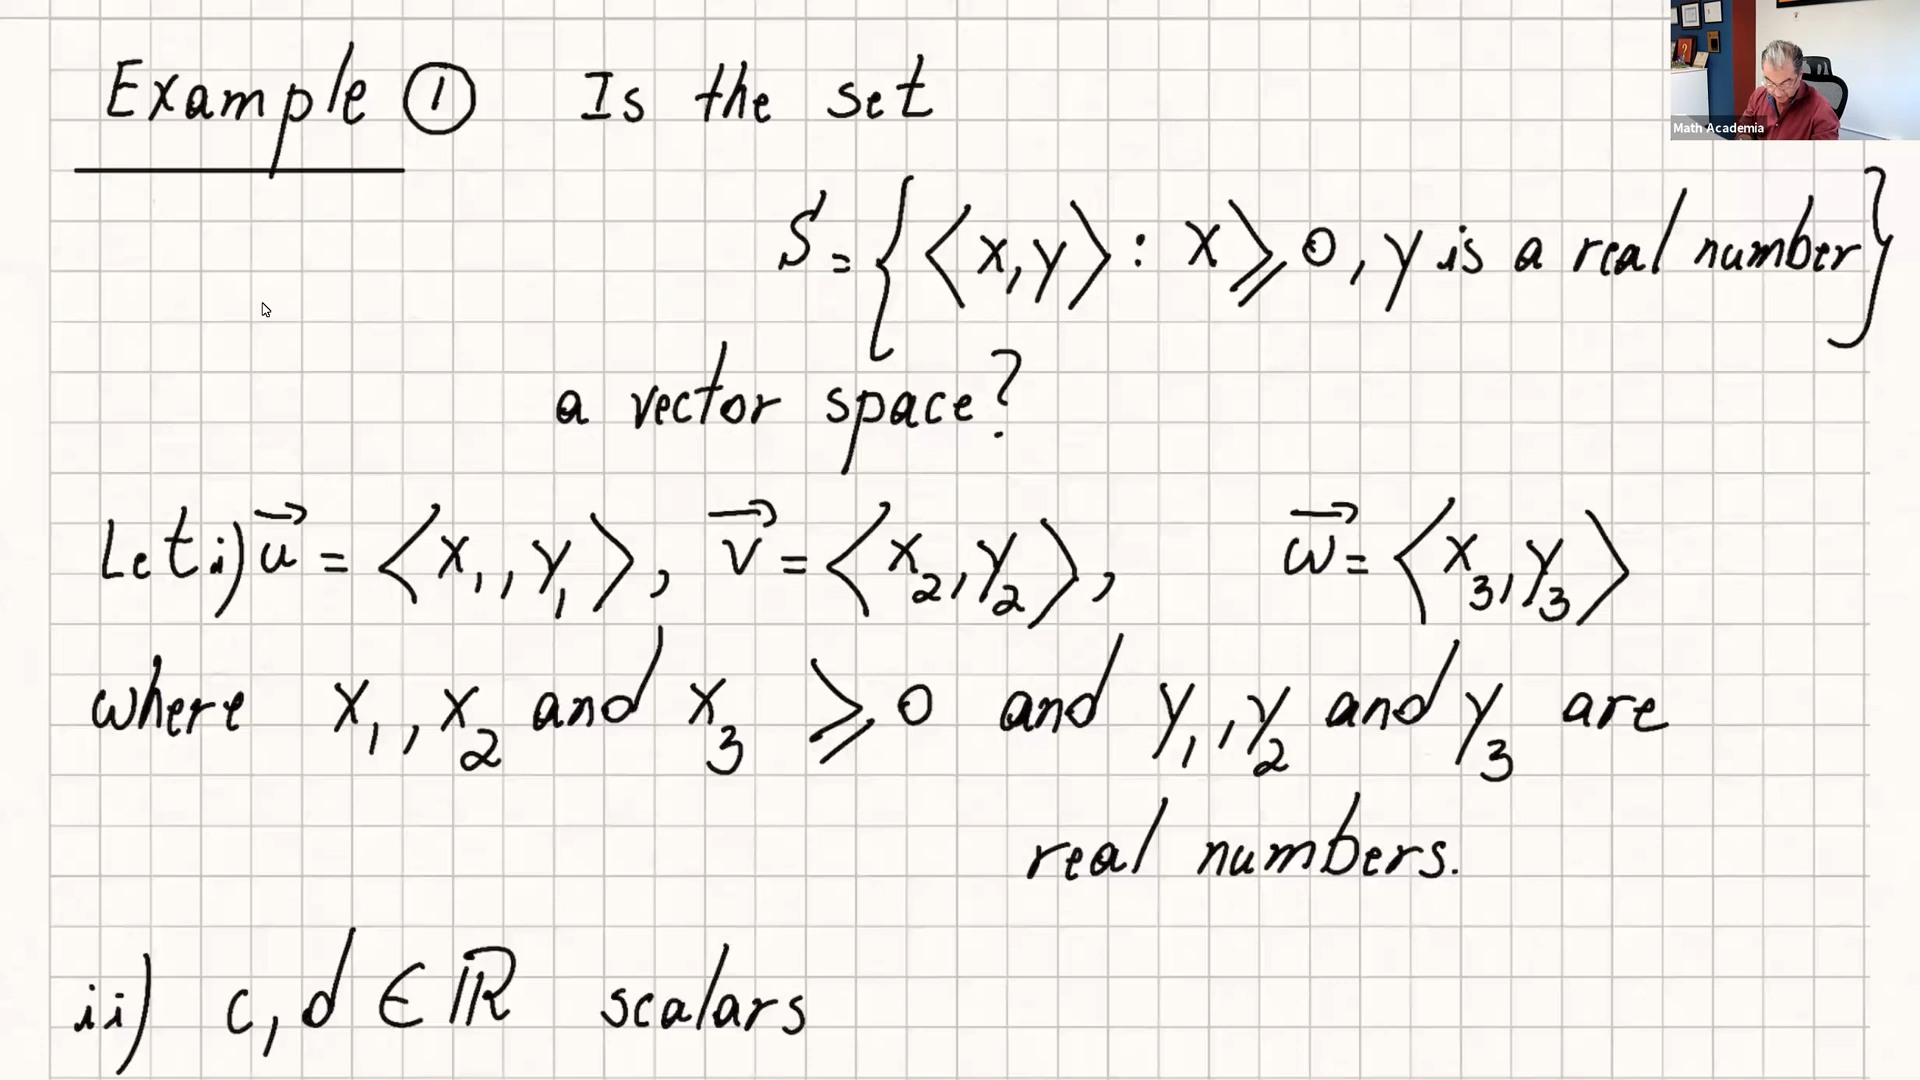 Example ① Is the set
Math Academia
S = { ⟨x, y⟩ : x ⩾ 0, y is a real number }
a vector space?
Let i) u⃗ = ⟨x₁, y₁⟩, v⃗ = ⟨x₂, y₂⟩, w⃗ = ⟨x₃, y₃⟩
where x₁, x₂ and x₃ ⩾ 0 and y₁, y₂ and y₃ are
real numbers.
ii) c, d ∈ ℝ scalars